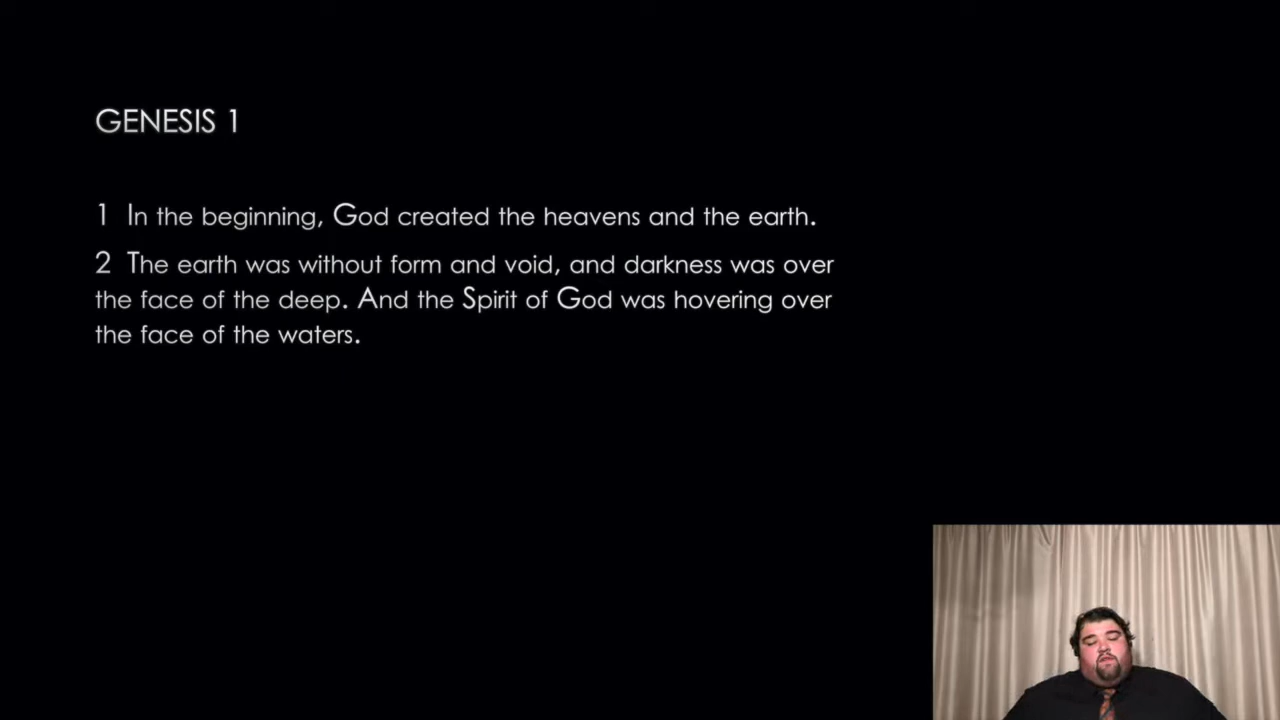 GENESIS 1
1 In the beginning, God created the heavens and the earth.
2 The earth was without form and void, and darkness was over
the face of the deep. And the Spirit of God was hovering over
the face of the waters.